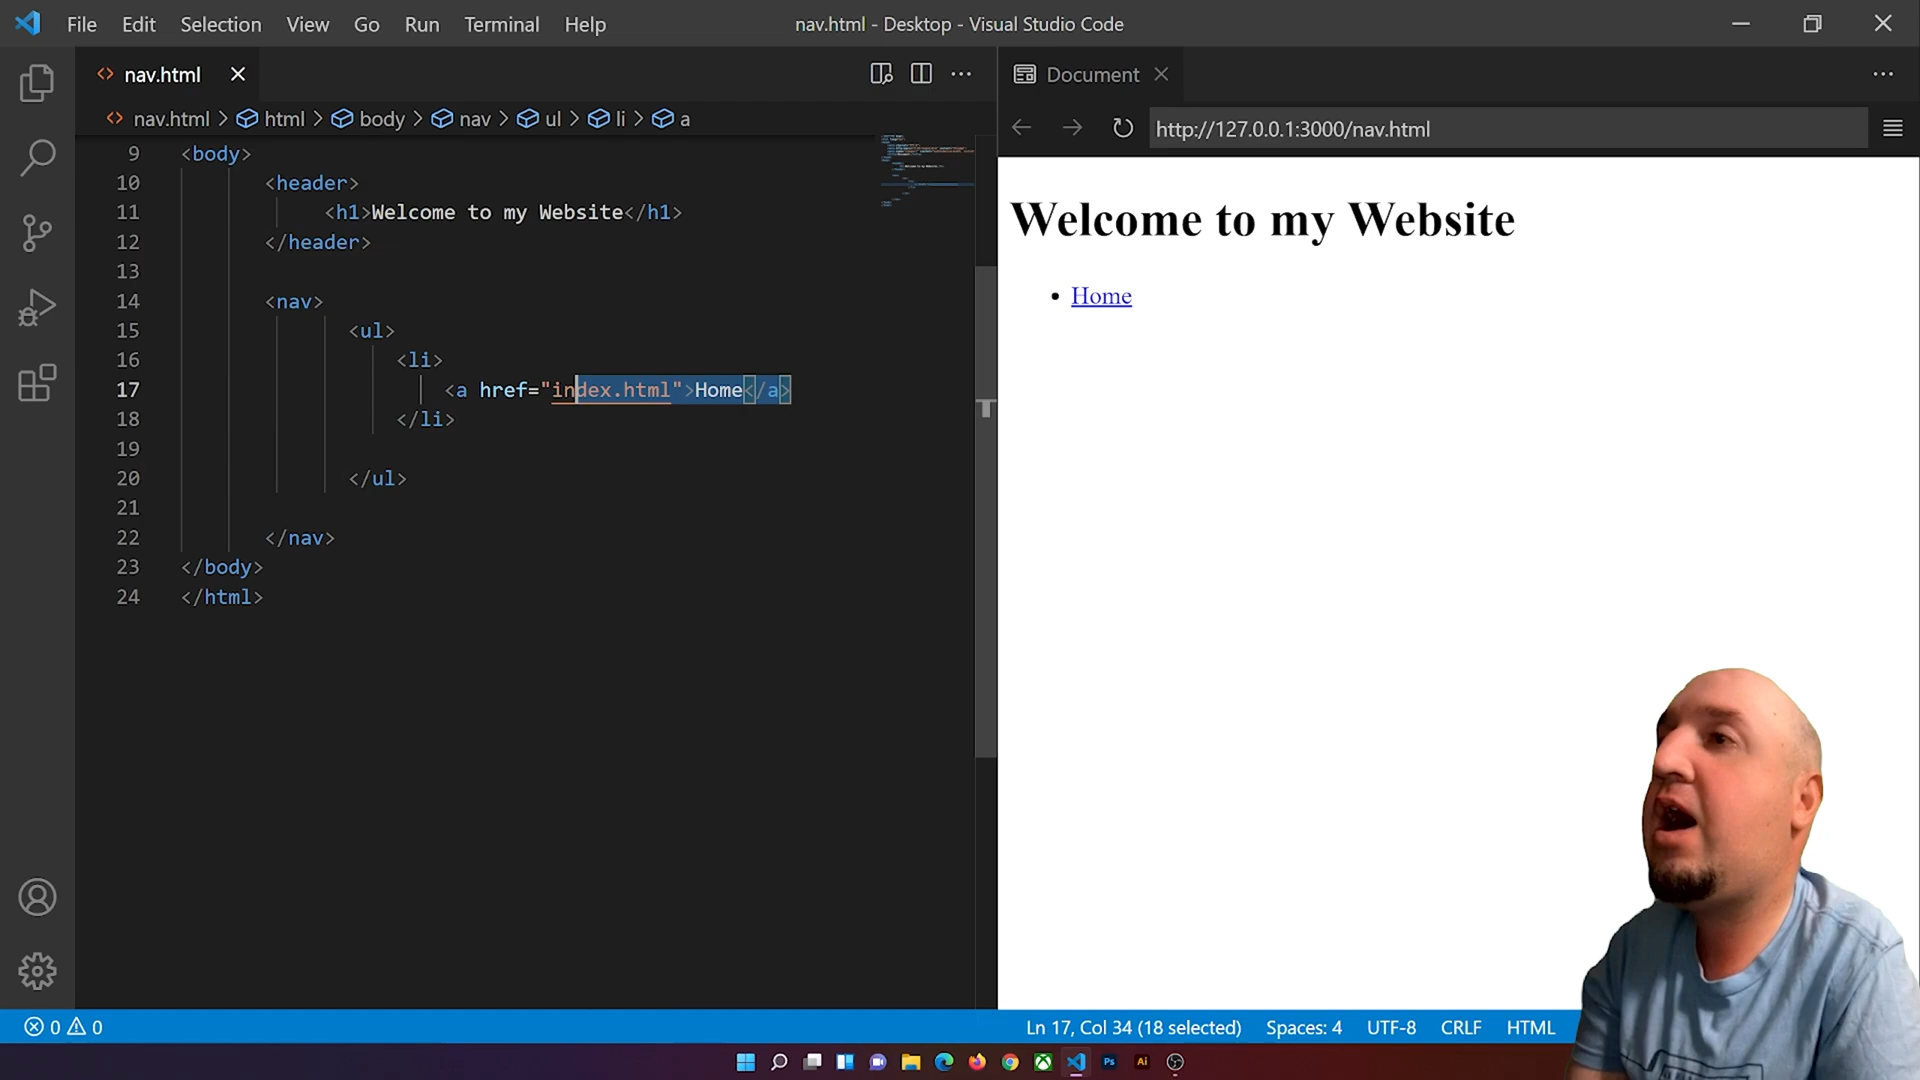 File Edit Selection View Go Run Terminal Help
nav.html - Desktop - Visual Studio Code
nav.html
nav.html > html > body > nav > ul > li > a
9 <body>
10 <header>
11 <h1>Welcome to my Website</h1>
12 </header>
13
14 <nav>
15 <ul>
16 <li>
17 <a href="index.html">Home</a>
18 </li>
19
20 </ul>
21
22 </nav>
23 </body>
24 </html>
Document
http://127.0.0.1:3000/nav.html
Welcome to my Website
• Home
0 0
Ln 17, Col 34 (18 selected) Spaces: 4 UTF-8 CRLF HTML
Ps Ai